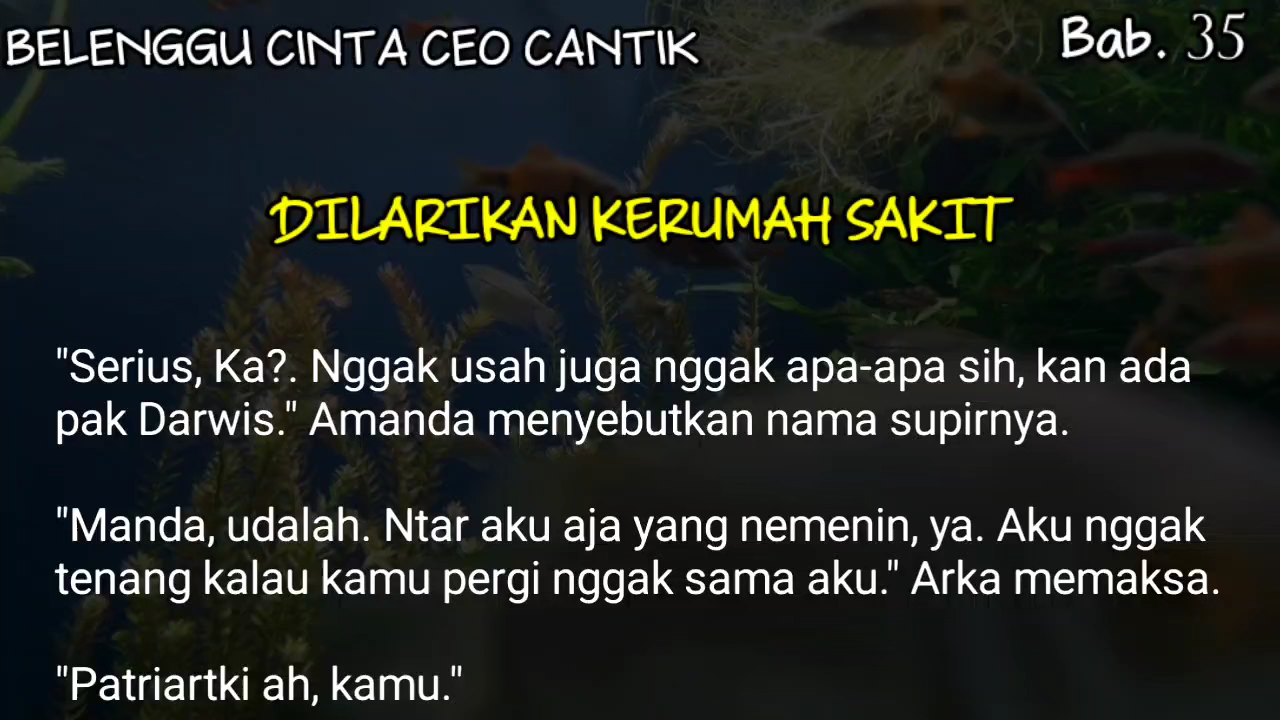 BELENGGU CINTA CEO CANTIK
Bab. 35
DILARIKAN KERUMAH SAKIT
"Serius, Ka?. Nggak usah juga nggak apa-apa sih, kan ada
pak Darwis." Amanda menyebutkan nama supirnya.
"Manda, udalah. Ntar aku aja yang nemenin, ya. Aku nggak
tenang kalau kamu pergi nggak sama aku." Arka memaksa.
"Patriartki ah, kamu."